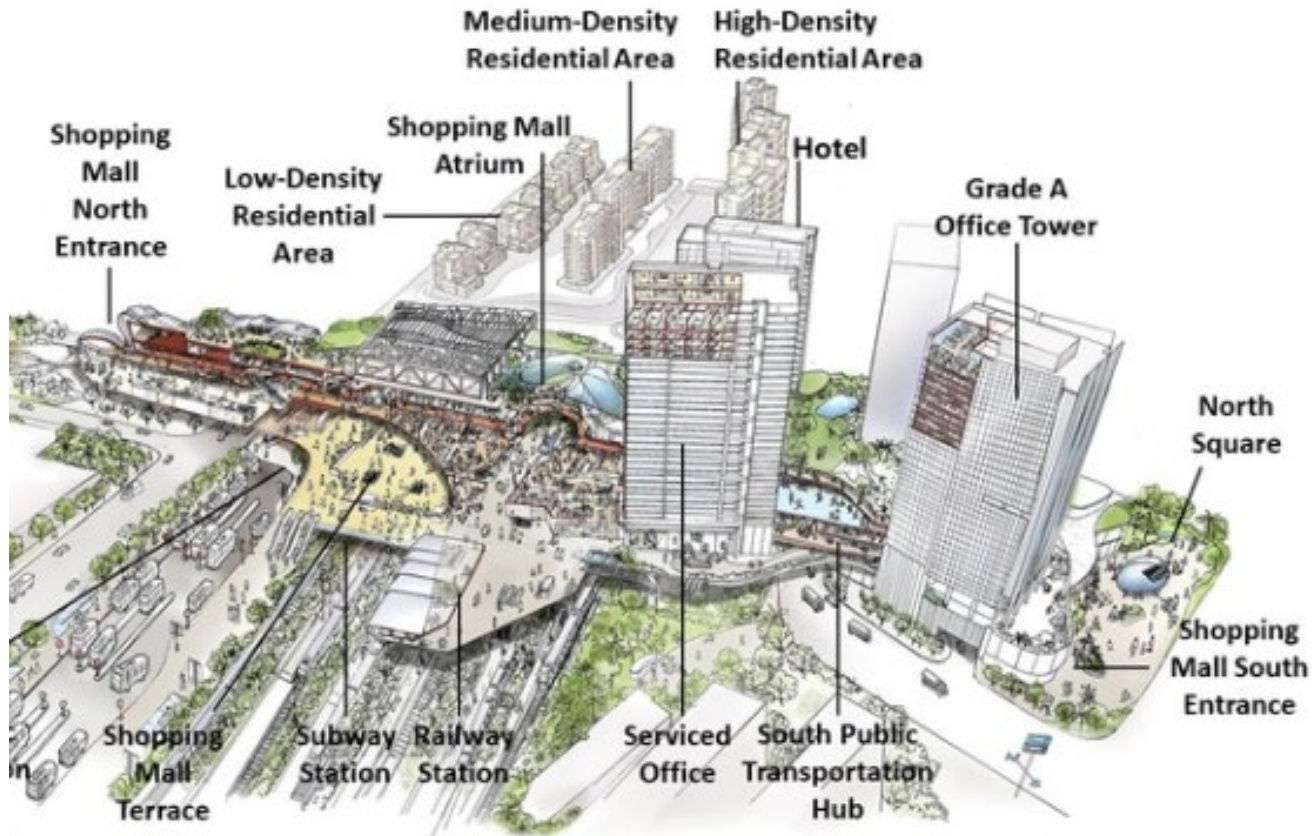 Medium-Density
Residential Area
High-Density
Residential Area
Shopping Mall
Atrium
Hotel
Shopping
Mall
North
Entrance
Low-Density
Residential
Area
Grade A
Office Tower
North
Square
Shopping
Mall South
Entrance
Shopping
Mall
Terrace
Subway
Station
Railway
Station
Serviced
Office
South Public
Transportation
Hub